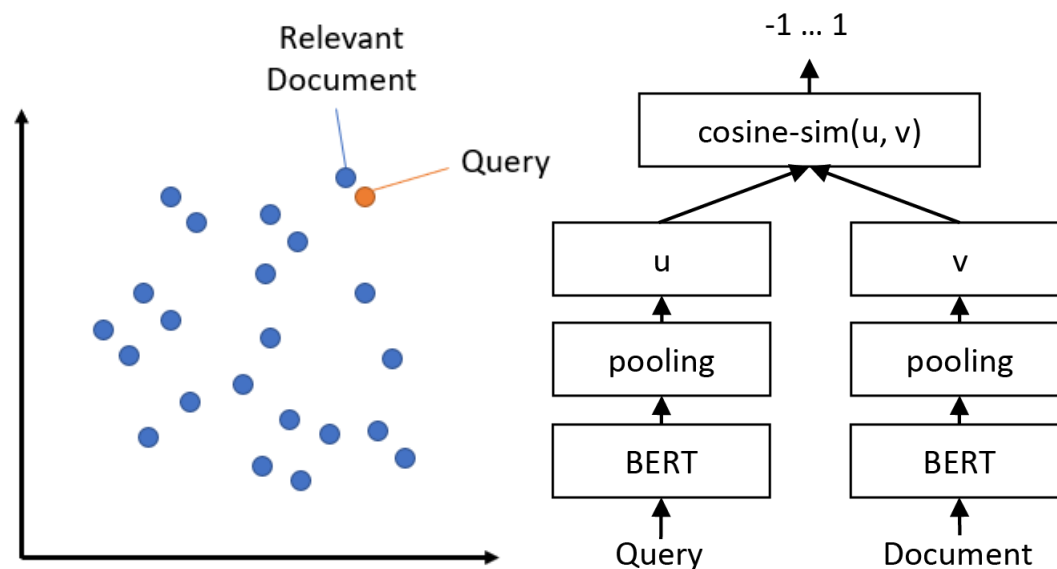 Relevant
Document
Query
-1 ... 1
cosine-sim(u, v)
u
v
pooling
pooling
BERT
BERT
Query
Document